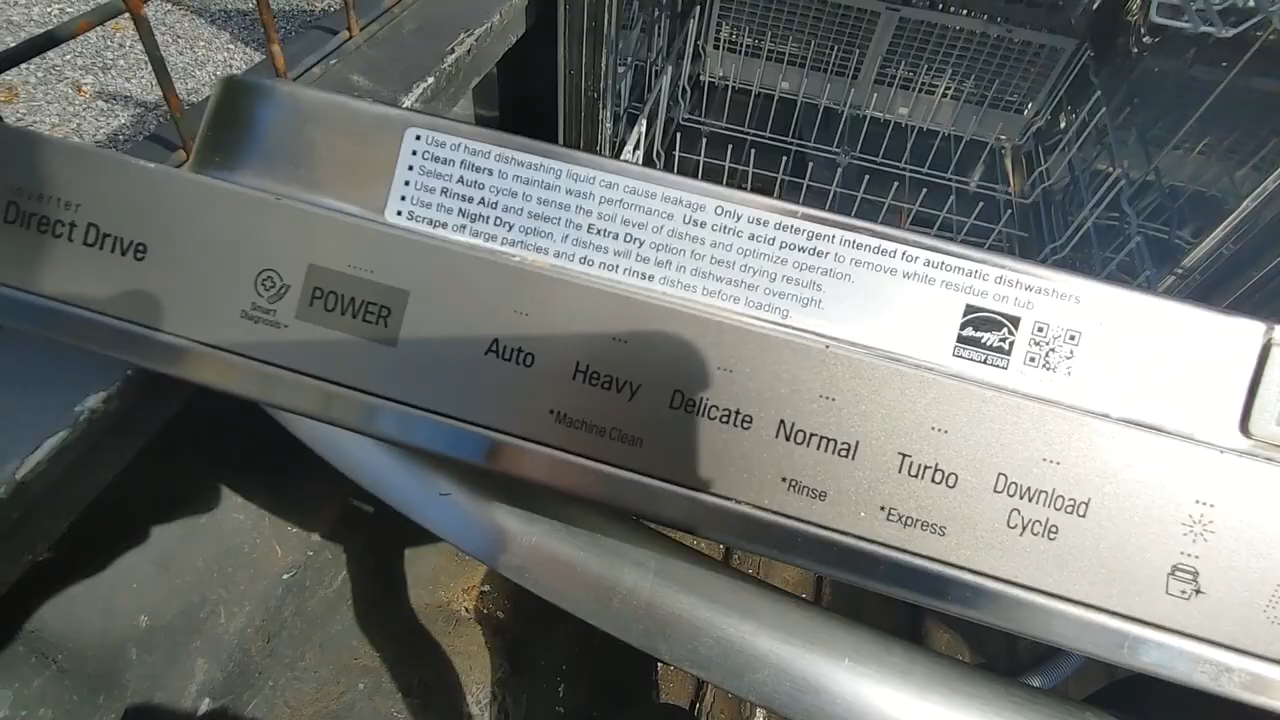 ▪ Use of hand dishwashing liquid can cause leakage. Only use detergent intended for automatic dishwashers
▪ Clean filters to maintain wash performance. Use citric acid powder to remove white residue on tub
▪ Select Auto cycle to sense the soil level of dishes and optimize operation.
▪ Use Rinse Aid and select the Extra Dry option for best drying results.
▪ Use the Night Dry option, if dishes will be left in dishwasher overnight.
▪ Scrape off large particles and do not rinse dishes before loading.
energy
ENERGY STAR
Inverter
Direct Drive
Smart
Diagnosis™
POWER
Auto
Heavy
*Machine Clean
Delicate
Normal
*Rinse
Turbo
*Express
Download
Cycle